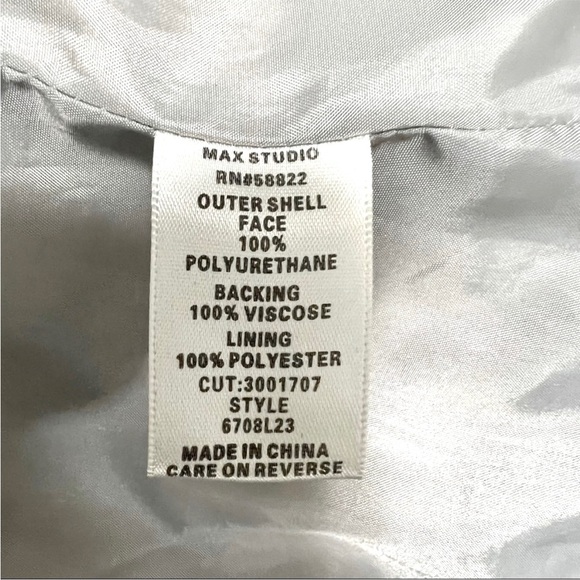 MAX STUDIO
RN#58822
OUTER SHELL
FACE
100%
POLYURETHANE
BACKING
100% VISCOSE
LINING
100% POLYESTER
CUT:3001707
STYLE
6708L23
MADE IN CHINA
CARE ON REVERSE